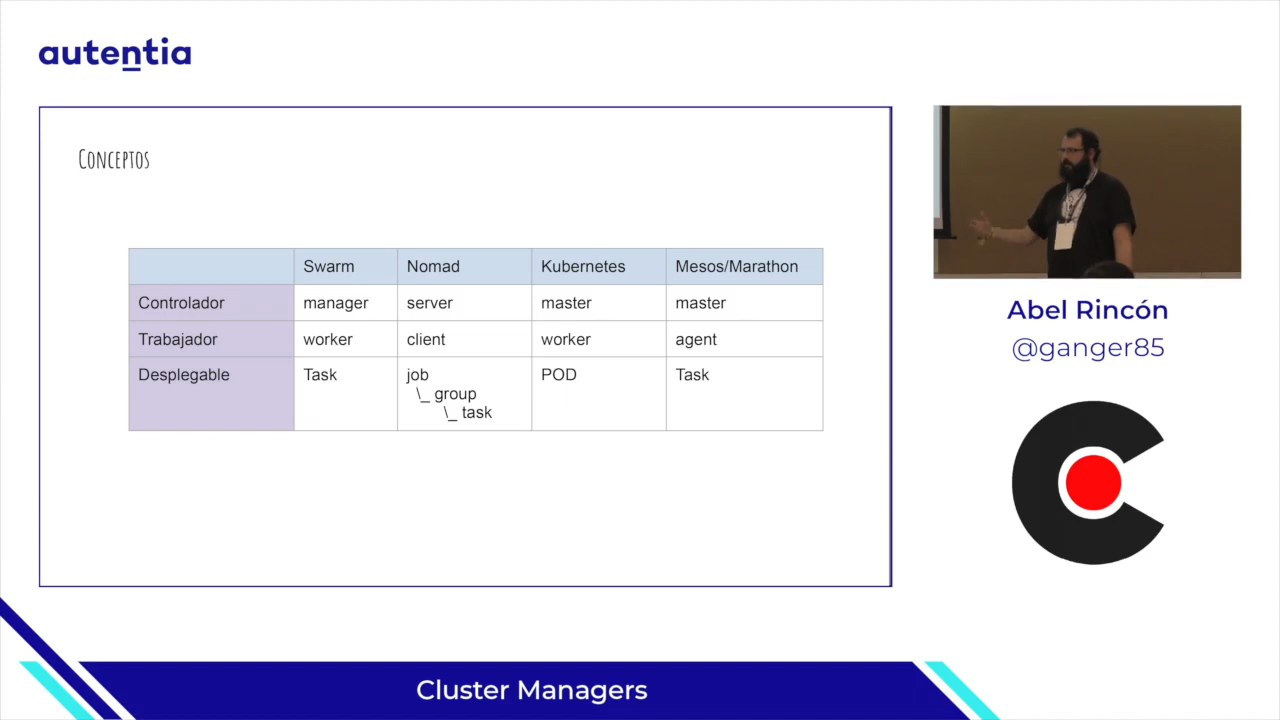 autentia
Conceptos
Swarm Nomad Kubernetes Mesos/Marathon
Controlador manager server master master
Trabajador worker client worker agent
Desplegable Task job POD Task
\_ group
\_ task
Abel Rincón
@ganger85
Cluster Managers